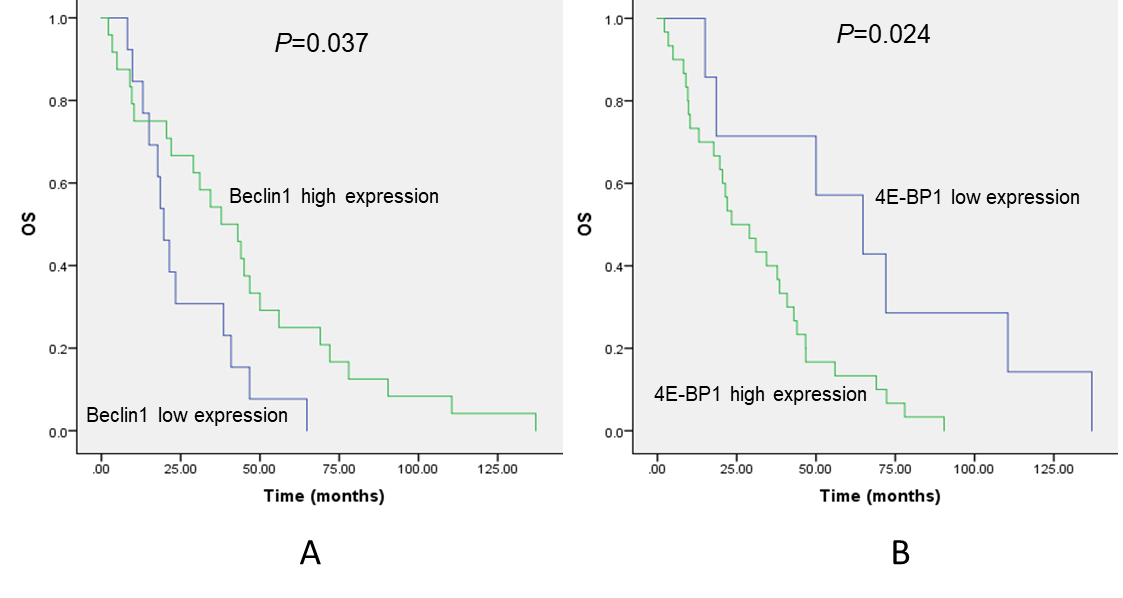 P=0.037
1.0
0.8
0.6
0.4
0.2
0.0
OS
Beclin1 high expression
Beclin1 low expression
.00 25.00 50.00 75.00 100.00 125.00
Time (months)
A
P=0.024
1.0
0.8
0.6
0.4
0.2
0.0
OS
4E-BP1 low expression
4E-BP1 high expression
.00 25.00 50.00 75.00 100.00 125.00
Time (months)
B